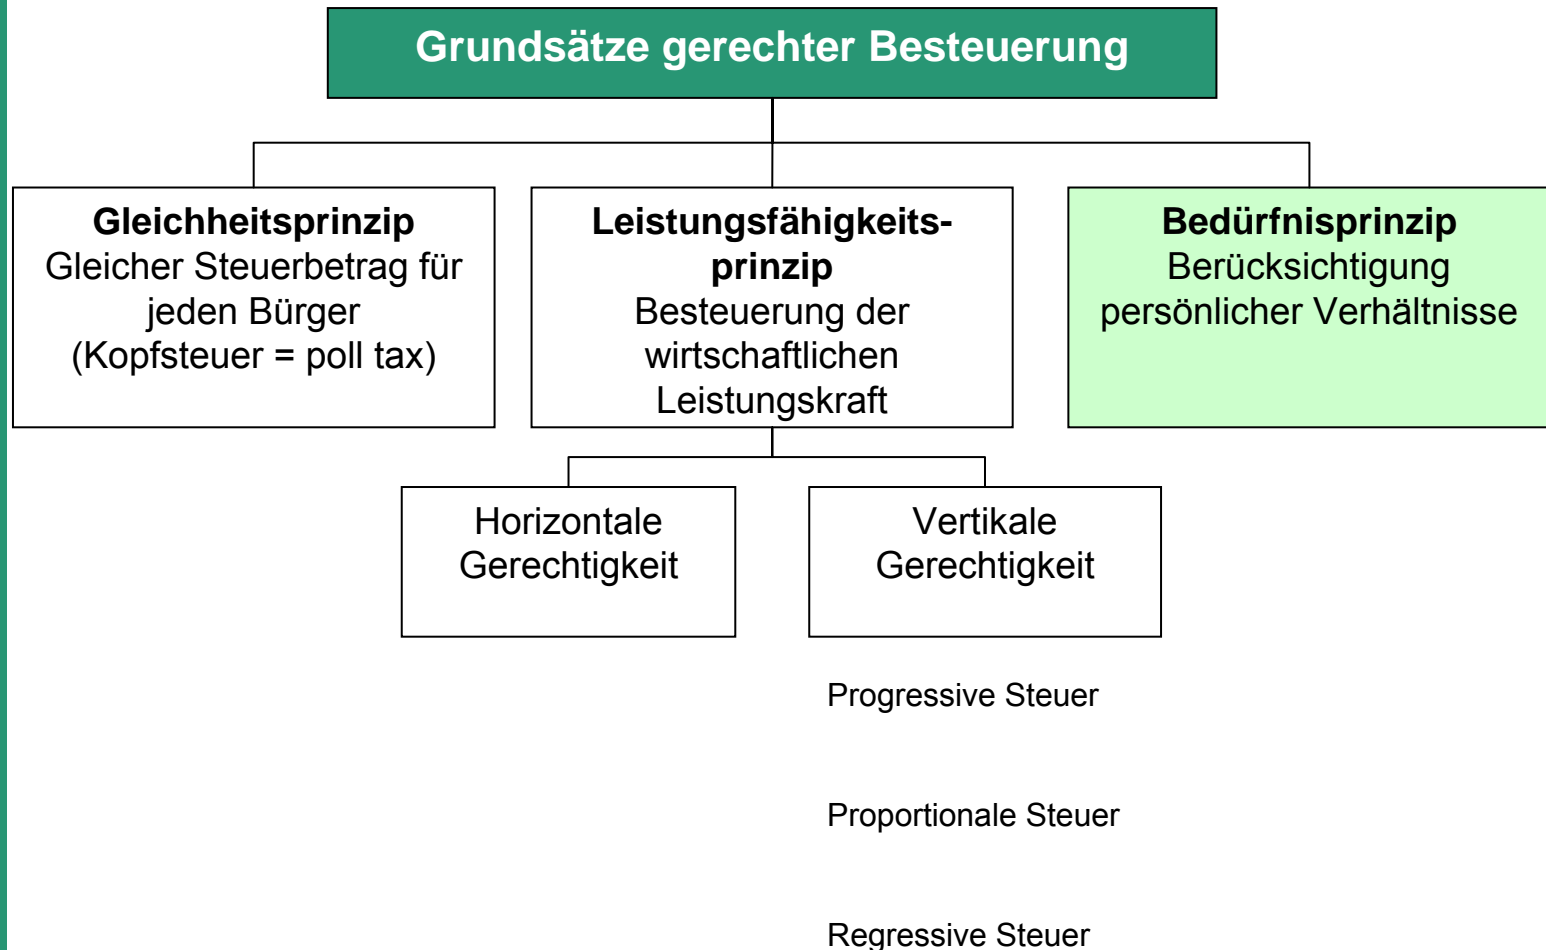 Grundsätze gerechter Besteuerung
Gleichheitsprinzip
Gleicher Steuerbetrag für
jeden Bürger
(Kopfsteuer = poll tax)
Leistungsfähigkeits-
prinzip
Besteuerung der
wirtschaftlichen
Leistungskraft
Bedürfnisprinzip
Berücksichtigung
persönlicher Verhältnisse
Horizontale
Gerechtigkeit
Vertikale
Gerechtigkeit
Progressive Steuer
Proportionale Steuer
Regressive Steuer